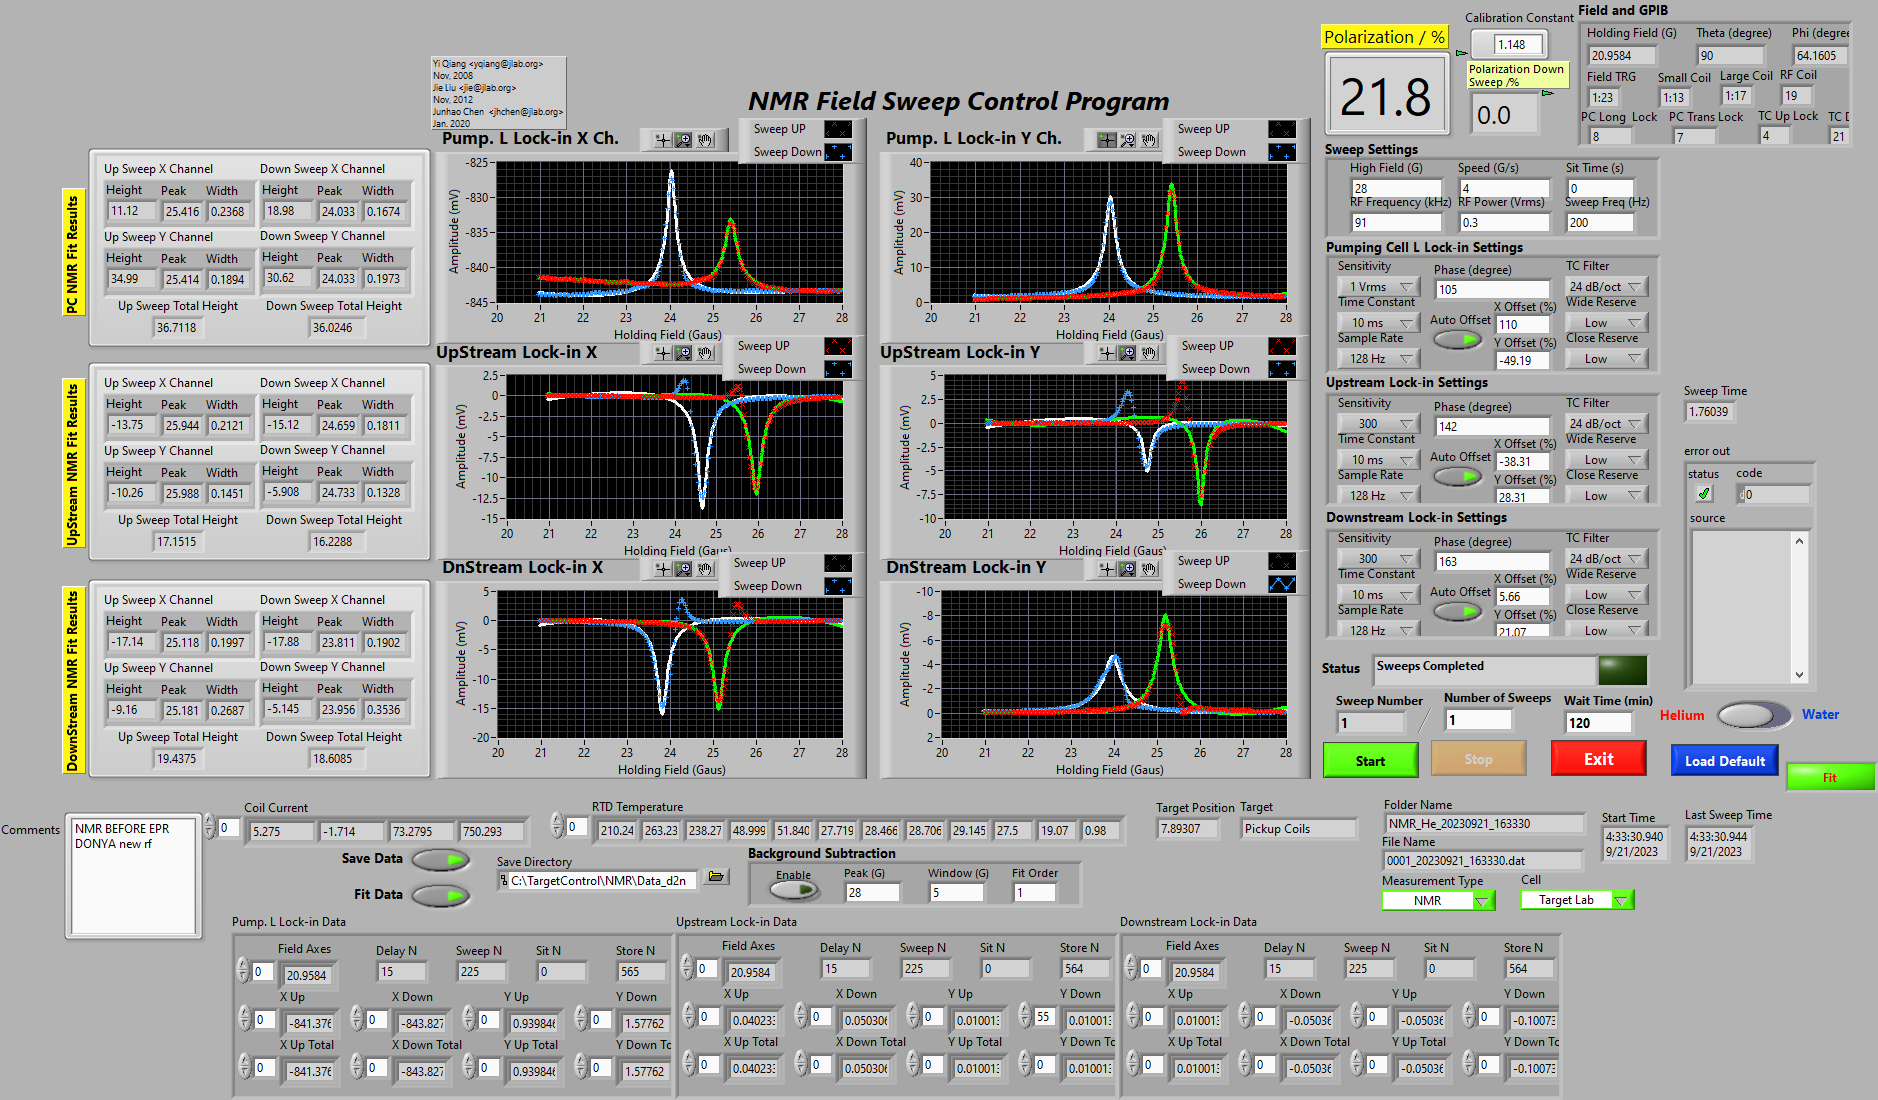 Yi Qiang <yqiang@jlab.org>
Nov, 2008
Jie Liu <jie@jlab.org>
Nov, 2012
Junhao Chen <jhchen@jlab.org>
Jan. 2020
NMR Field Sweep Control Program
Polarization / %
21.8
Calibration Constant
1.148
Polarization Down
Sweep /%
0.0
Field and GPIB
Holding Field (G) Theta (degree) Phi (degree
20.9584 90 64.1605
Field TRG Small Coil Large Coil RF Coil
1:23 1:13 1:17 19
PC Long Lock PC Trans Lock TC Up Lock TC D
8 7 4 21
PC NMR Fit Results
Up Sweep X Channel Down Sweep X Channel
Height Peak Width Height Peak Width
11.12 25.416 0.2368 18.98 24.033 0.1674
Up Sweep Y Channel Down Sweep Y Channel
Height Peak Width Height Peak Width
34.99 25.414 0.1894 30.62 24.033 0.1973
Up Sweep Total Height Down Sweep Total Height
36.7118 36.0246
UpStream NMR Fit Results
Up Sweep X Channel Down Sweep X Channel
Height Peak Width Height Peak Width
-13.75 25.944 0.2121 -15.12 24.659 0.1811
Up Sweep Y Channel Down Sweep Y Channel
Height Peak Width Height Peak Width
-10.26 25.988 0.1451 -5.908 24.733 0.1328
Up Sweep Total Height Down Sweep Total Height
17.1515 16.2288
DownStream NMR Fit Results
Up Sweep X Channel Down Sweep X Channel
Height Peak Width Height Peak Width
-17.14 25.118 0.1997 -17.88 23.811 0.1902
Up Sweep Y Channel Down Sweep Y Channel
Height Peak Width Height Peak Width
-9.16 25.181 0.2687 -5.145 23.956 0.3536
Up Sweep Total Height Down Sweep Total Height
19.4375 18.6085
Pump. L Lock-in X Ch.
Sweep UP
Sweep Down
Amplitude (mV)
-825
-830
-835
-840
-845
20 21 22 23 24 25 26 27 28
Holding Field (Gaus)
Pump. L Lock-in Y Ch.
Sweep UP
Sweep Down
Amplitude (mV)
40
30
20
10
0
20 21 22 23 24 25 26 27 28
Holding Field (Gaus)
UpStream Lock-in X
Sweep UP
Sweep Down
Amplitude (mV)
2.5
0
-2.5
-5
-7.5
-10
-12.5
-15
20 21 22 23 24 25 26 27 28
Holding Field (Gaus)
UpStream Lock-in Y
Sweep UP
Sweep Down
Amplitude (mV)
5
2.5
0
-2.5
-5
-7.5
-10
20 21 22 23 24 25 26 27 28
Holding Field (Gaus)
DnStream Lock-in X
Sweep UP
Sweep Down
Amplitude (mV)
5
0
-5
-10
-15
-20
20 21 22 23 24 25 26 27 28
Holding Field (Gaus)
DnStream Lock-in Y
Sweep UP
Sweep Down
Amplitude (mV)
-10
-8
-6
-4
-2
0
2
20 21 22 23 24 25 26 27 28
Holding Field (Gaus)
Sweep Settings
High Field (G) Speed (G/s) Sit Time (s)
28 4 0
RF Frequency (kHz) RF Power (Vrms) Sweep Freq (Hz)
91 0.3 200
Pumping Cell L Lock-in Settings
Sensitivity Phase (degree) TC Filter
1 Vrms 105 24 dB/oct
Time Constant X Offset (%) Wide Reserve
10 ms Auto Offset 110 Low
Sample Rate Y Offset (%) Close Reserve
128 Hz -49.19 Low
Upstream Lock-in Settings
Sensitivity Phase (degree) TC Filter
300 142 24 dB/oct
Time Constant X Offset (%) Wide Reserve
10 ms Auto Offset -38.31 Low
Sample Rate Y Offset (%) Close Reserve
128 Hz 28.31 Low
Downstream Lock-in Settings
Sensitivity Phase (degree) TC Filter
300 163 24 dB/oct
Time Constant X Offset (%) Wide Reserve
10 ms Auto Offset 5.66 Low
Sample Rate Y Offset (%) Close Reserve
128 Hz 21.07 Low
Sweep Time
1.76039
error out
status code
0
source
Status Sweeps Completed
Sweep Number Number of Sweeps Wait Time (min)
1 / 1 120
Helium Water
Start Stop Exit Load Default Fit
Comments
NMR BEFORE EPR
DONYA new rf
Coil Current
0 5.275 -1.714 73.2795 750.293
RTD Temperature
0 210.24 263.23 238.27 48.999 51.840 27.719 28.466 28.706 29.145 27.5 19.07 0.98
Target Position Target
7.89307 Pickup Coils
Folder Name
NMR_He_20230921_163330
File Name
0001_20230921_163330.dat
Start Time
4:33:30.940
9/21/2023
Last Sweep Time
4:33:30.944
9/21/2023
Save Data
Fit Data
Save Directory
C:\TargetControl\NMR\Data_d2n
Background Subtraction
Enable Peak (G) Window (G) Fit Order
28 5 1
Measurement Type Cell
NMR Target Lab
Pump. L Lock-in Data
Field Axes Delay N Sweep N Sit N Store N
0 20.9584 15 225 0 565
X Up X Down Y Up Y Down
0 -841.376 0 -843.827 0 0.939846 0 1.57762
X Up Total X Down Total Y Up Total Y Down To
0 -841.376 0 -843.827 0 0.939846 0 1.57762
Upstream Lock-in Data
Field Axes Delay N Sweep N Sit N Store N
0 20.9584 15 225 0 564
X Up X Down Y Up Y Down
0 0.040233 0 0.050306 0 0.010013 55 0.010013
X Up Total X Down Total Y Up Total Y Down To
0 0.040233 0 0.050306 0 0.010013 0 0.010013
Downstream Lock-in Data
Field Axes Delay N Sweep N Sit N Store N
0 20.9584 15 225 0 564
X Up X Down Y Up Y Down
0 0.010013 0 -0.05036 0 -0.05036 0 -0.10073
X Up Total X Down Total Y Up Total Y Down To
0 0.010013 0 -0.05036 0 -0.05036 0 -0.10073